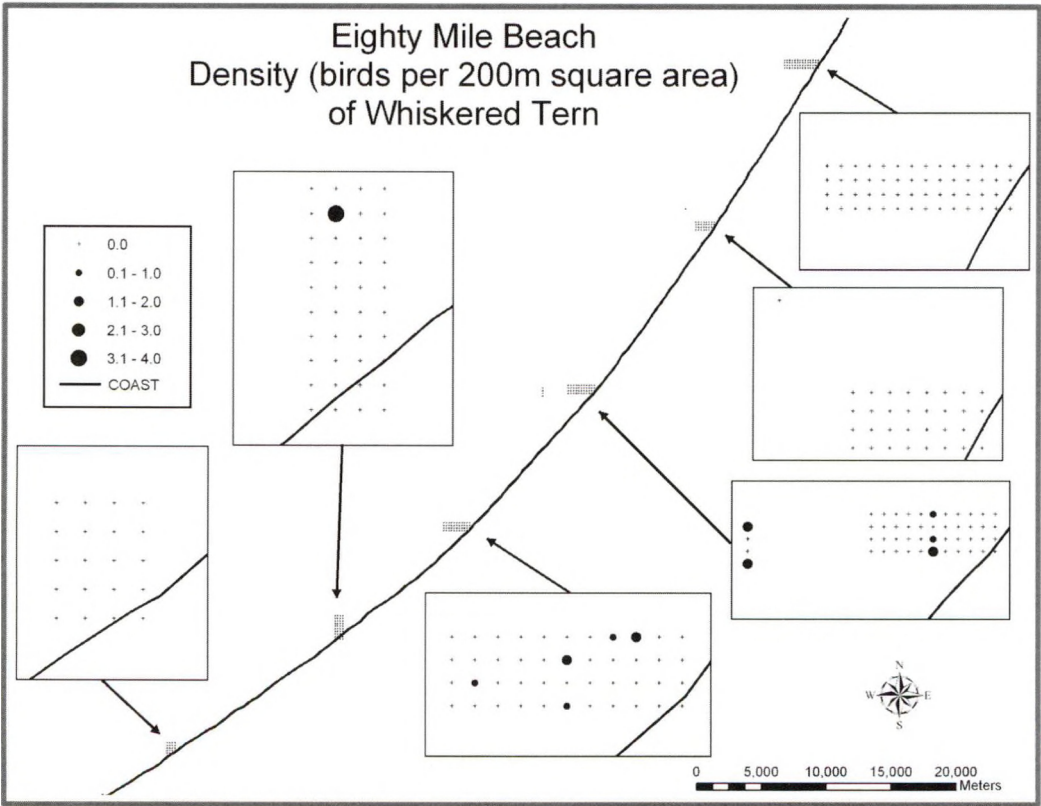 Eighty Mile Beach
Density (birds per 200m square area)
of Whiskered Tern
0.0
0.1 - 1.0
1.1 - 2.0
2.1 - 3.0
3.1 - 4.0
COAST
N
W E
S
0 5,000 10,000 15,000 20,000
Meters